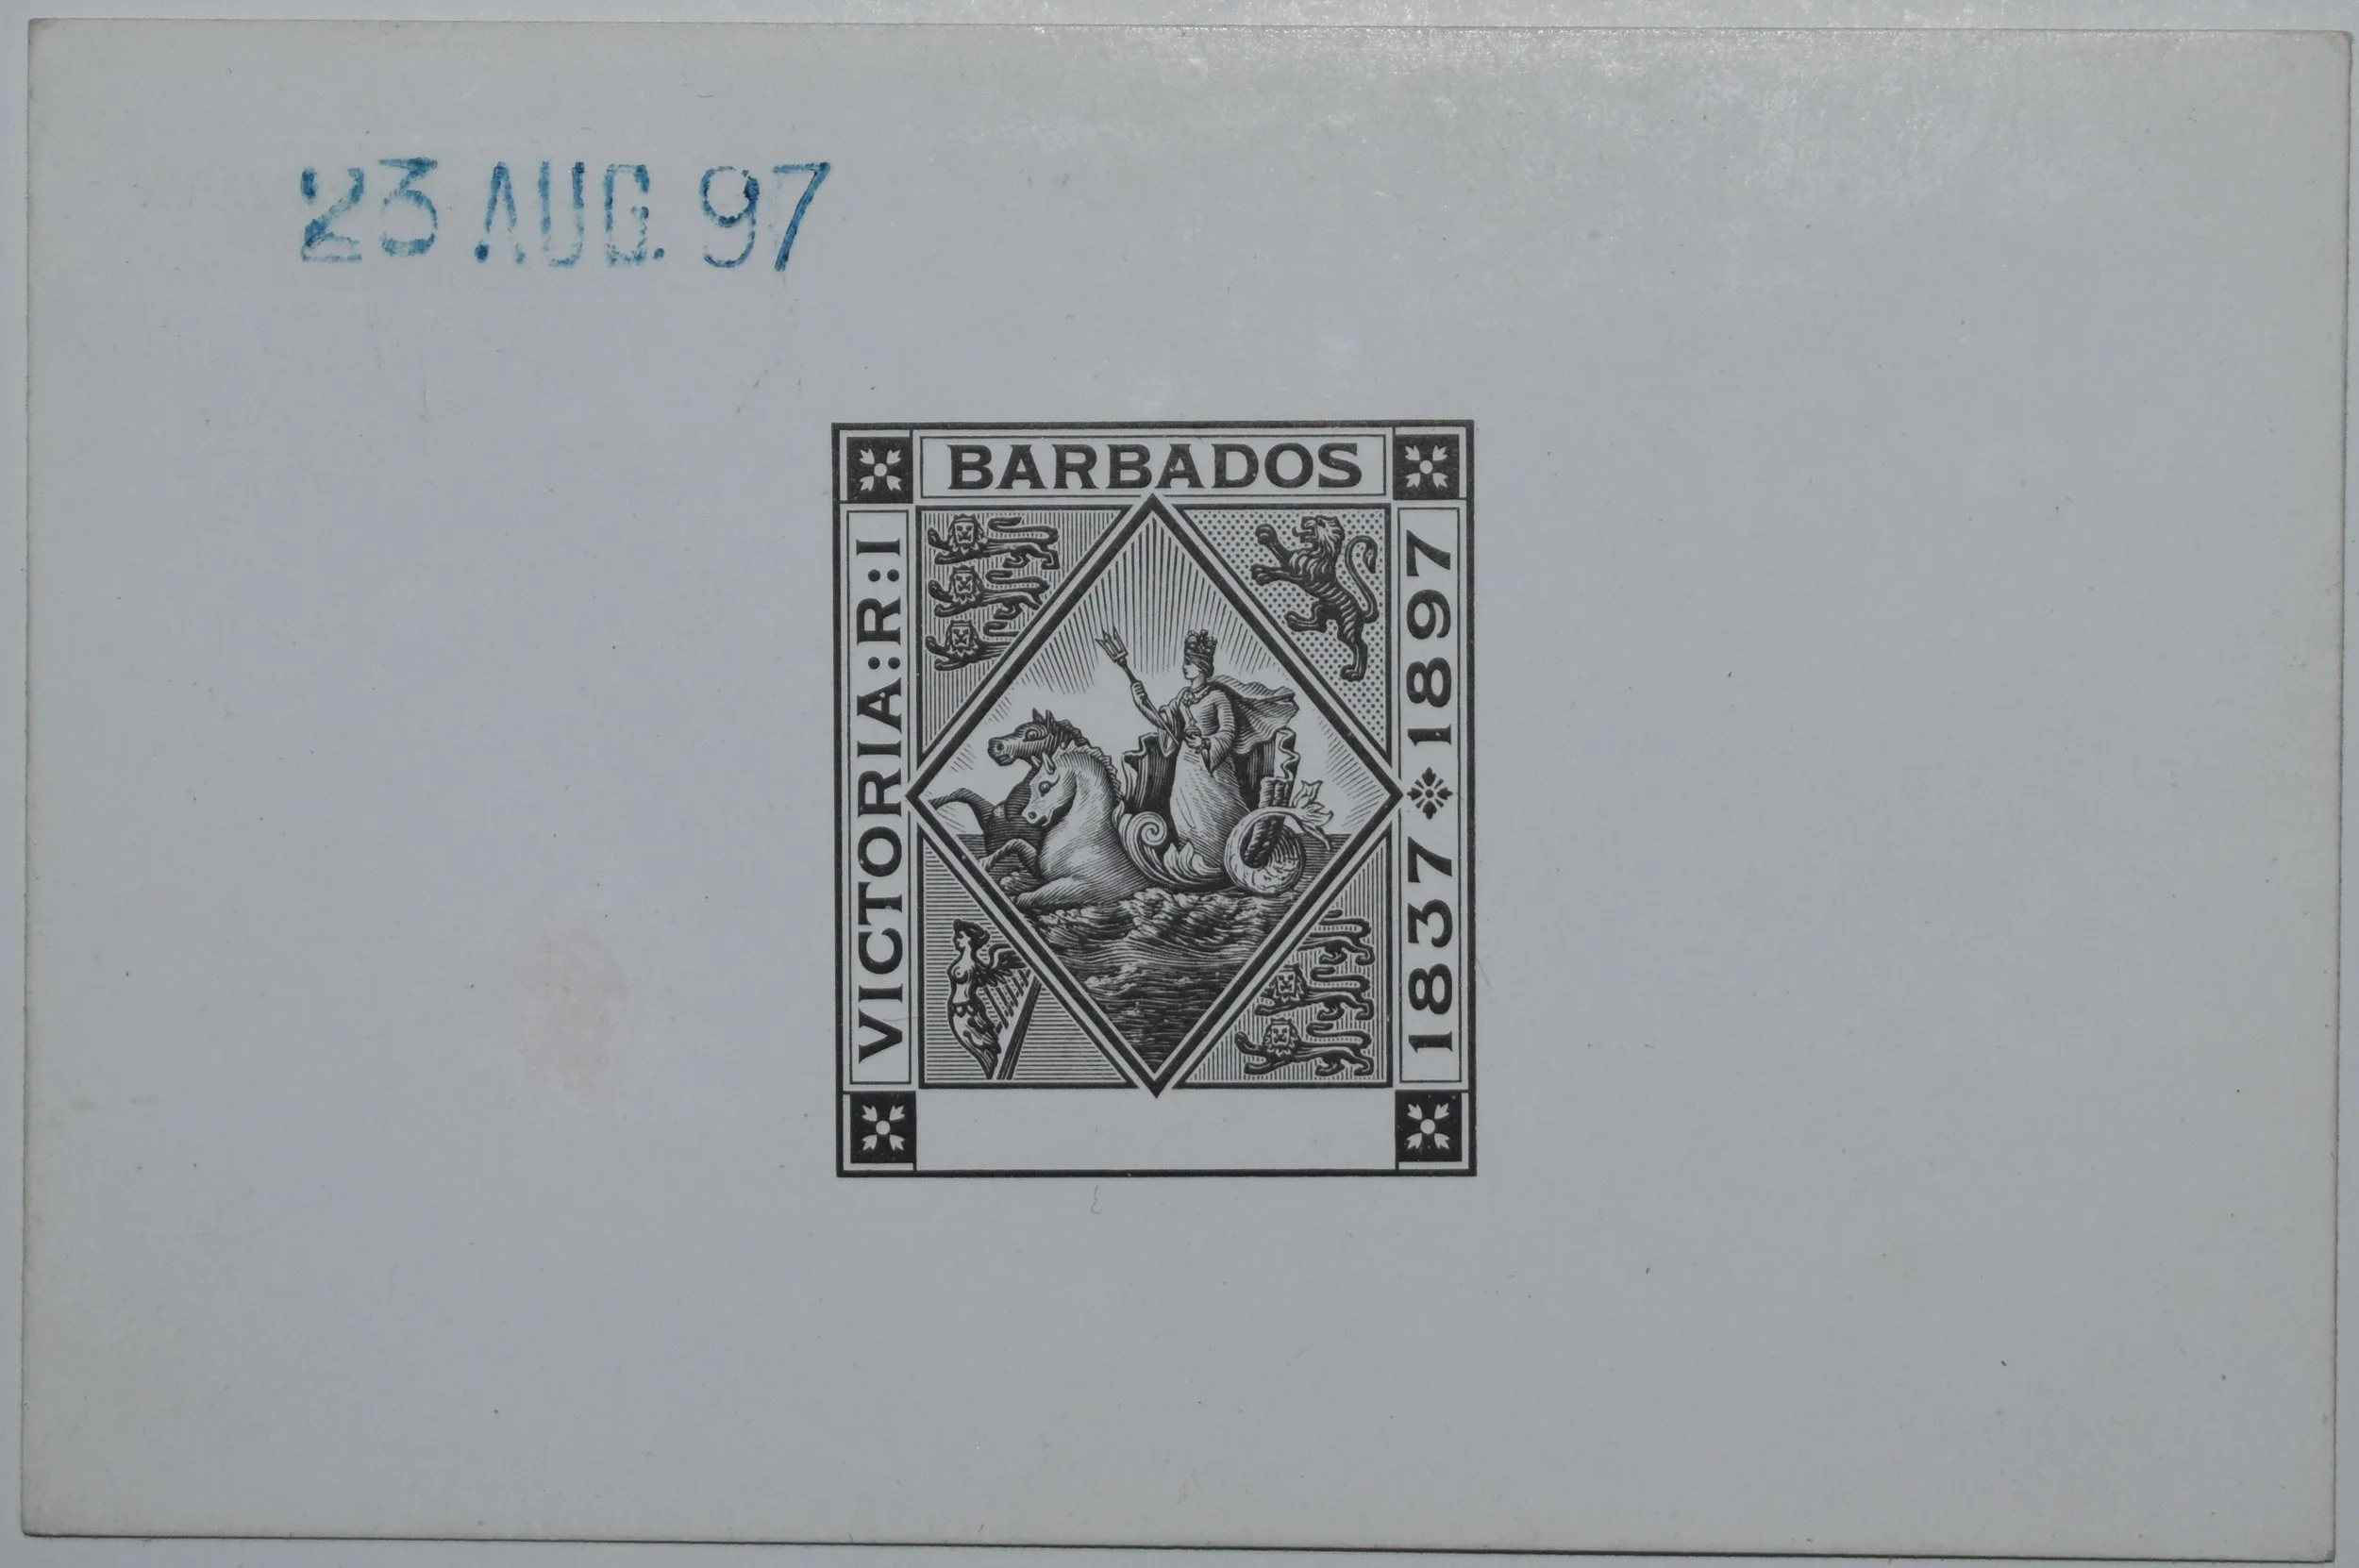 23 AUG. 97
BARBADOS
VICTORIA:R:I
1837 1897